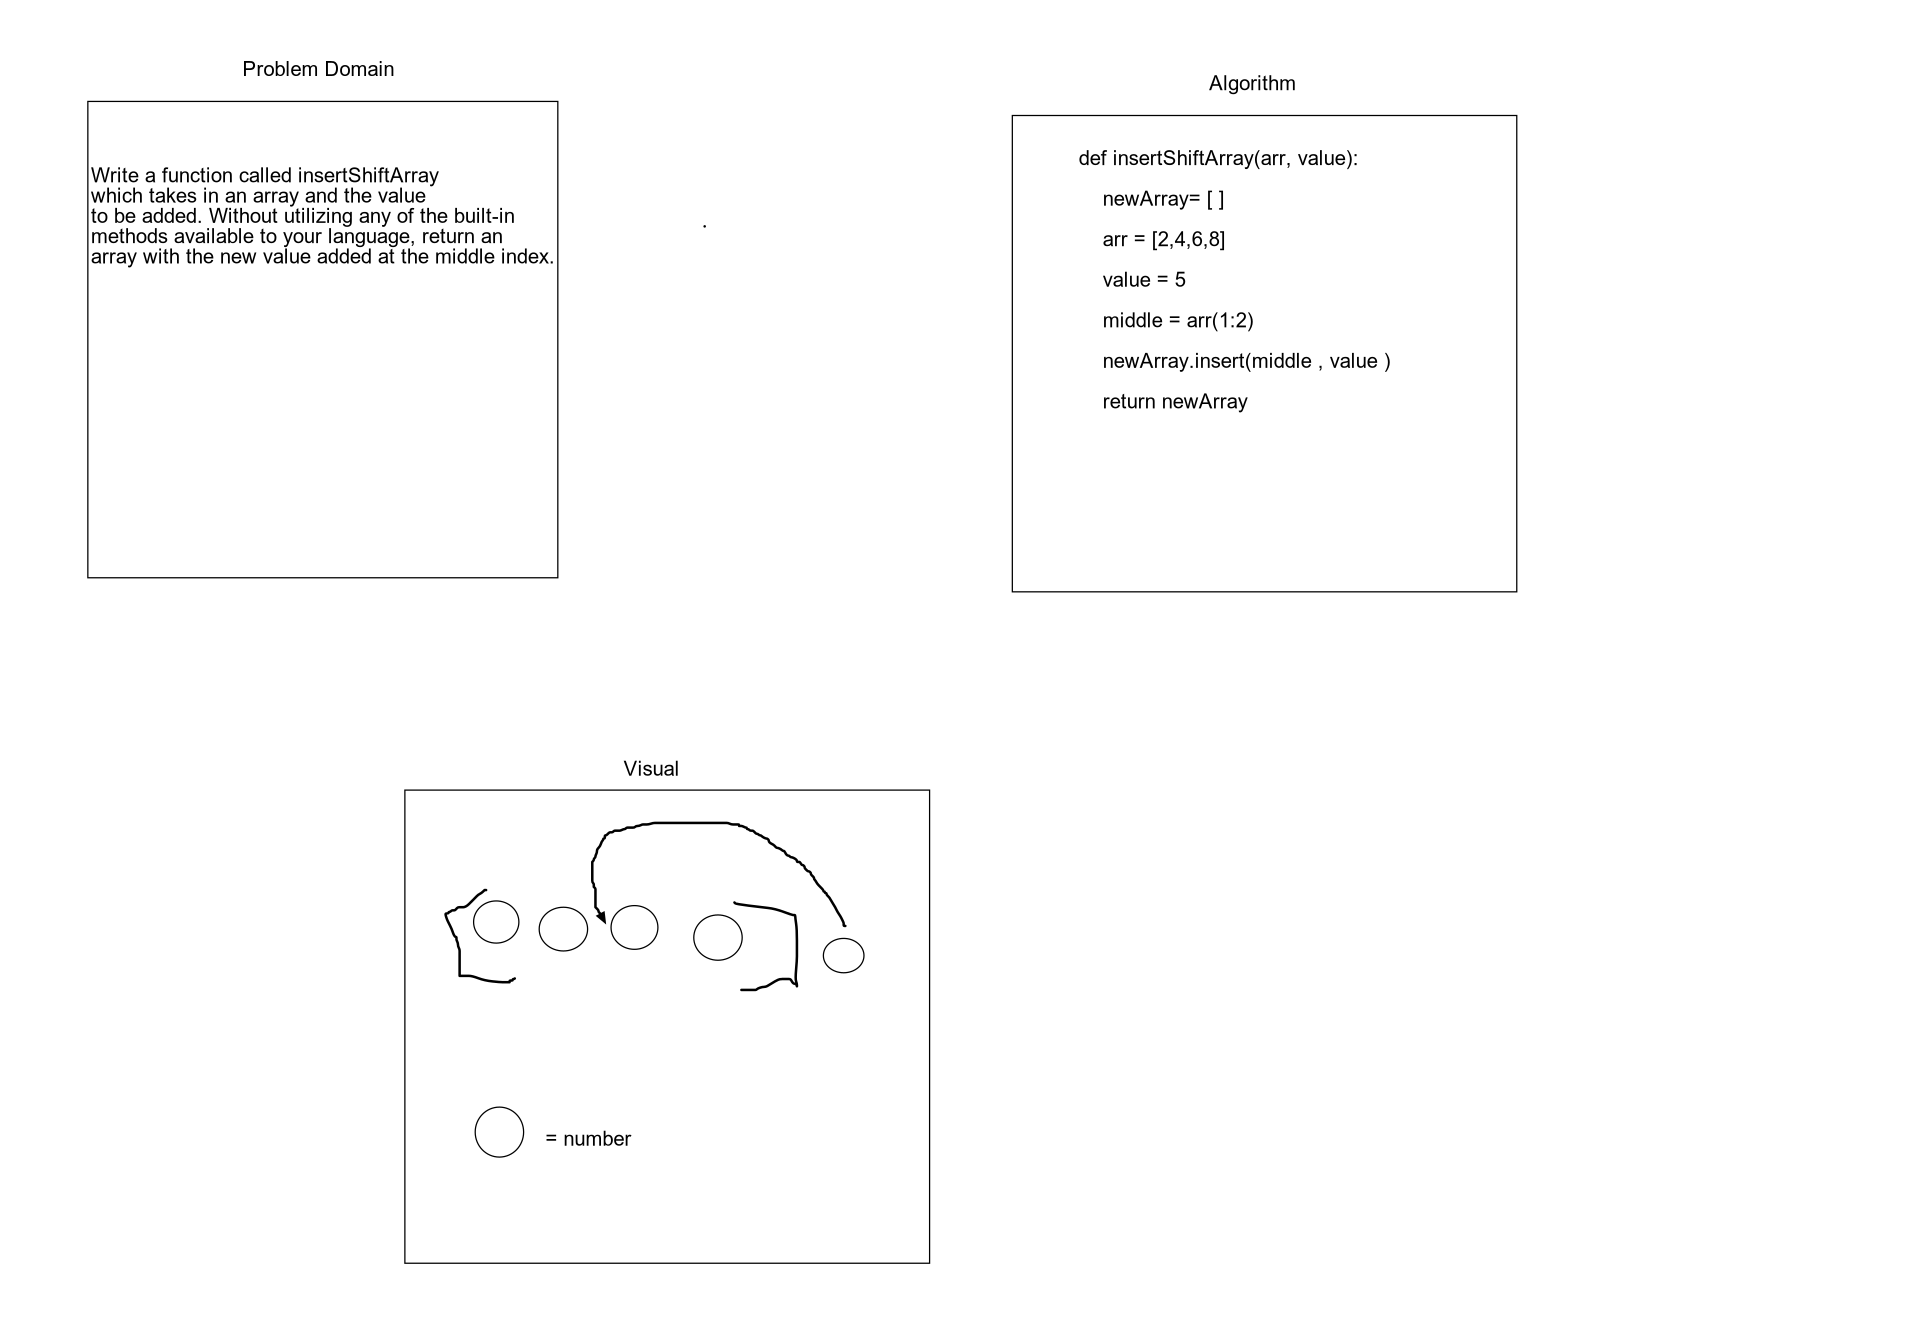 Problem Domain
Write a function called insertShiftArray
which takes in an array and the value
to be added. Without utilizing any of the built-in
methods available to your language, return an
array with the new value added at the middle index.
.
Algorithm
def insertShiftArray(arr, value):
newArray= [ ]
arr = [2,4,6,8]
value = 5
middle = arr(1:2)
newArray.insert(middle , value )
return newArray
Visual
= number